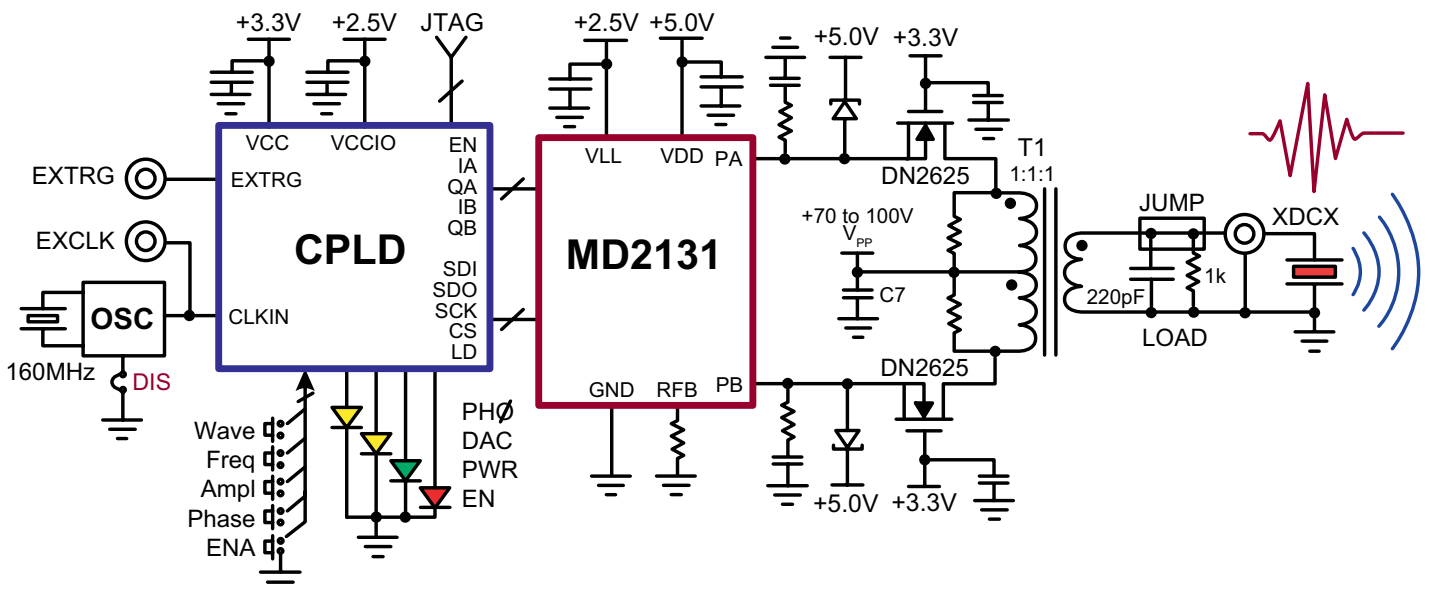 +3.3V
+2.5V
JTAG
+2.5V
+5.0V
+5.0V
+3.3V
VCC
VCCIO
EN
IA
QA
IB
QB
SDI
SDO
SCK
CS
LD
EXTRG
EXTRG
EXCLK
CPLD
OSC
CLKIN
160MHz
DIS
Wave
Freq
Ampl
Phase
ENA
PHØ
DAC
PWR
EN
VLL
VDD
PA
MD2131
GND
RFB
PB
DN2625
T1
1:1:1
+70 to 100V
VPP
C7
DN2625
+5.0V
+3.3V
JUMP
XDCX
220pF
1k
LOAD